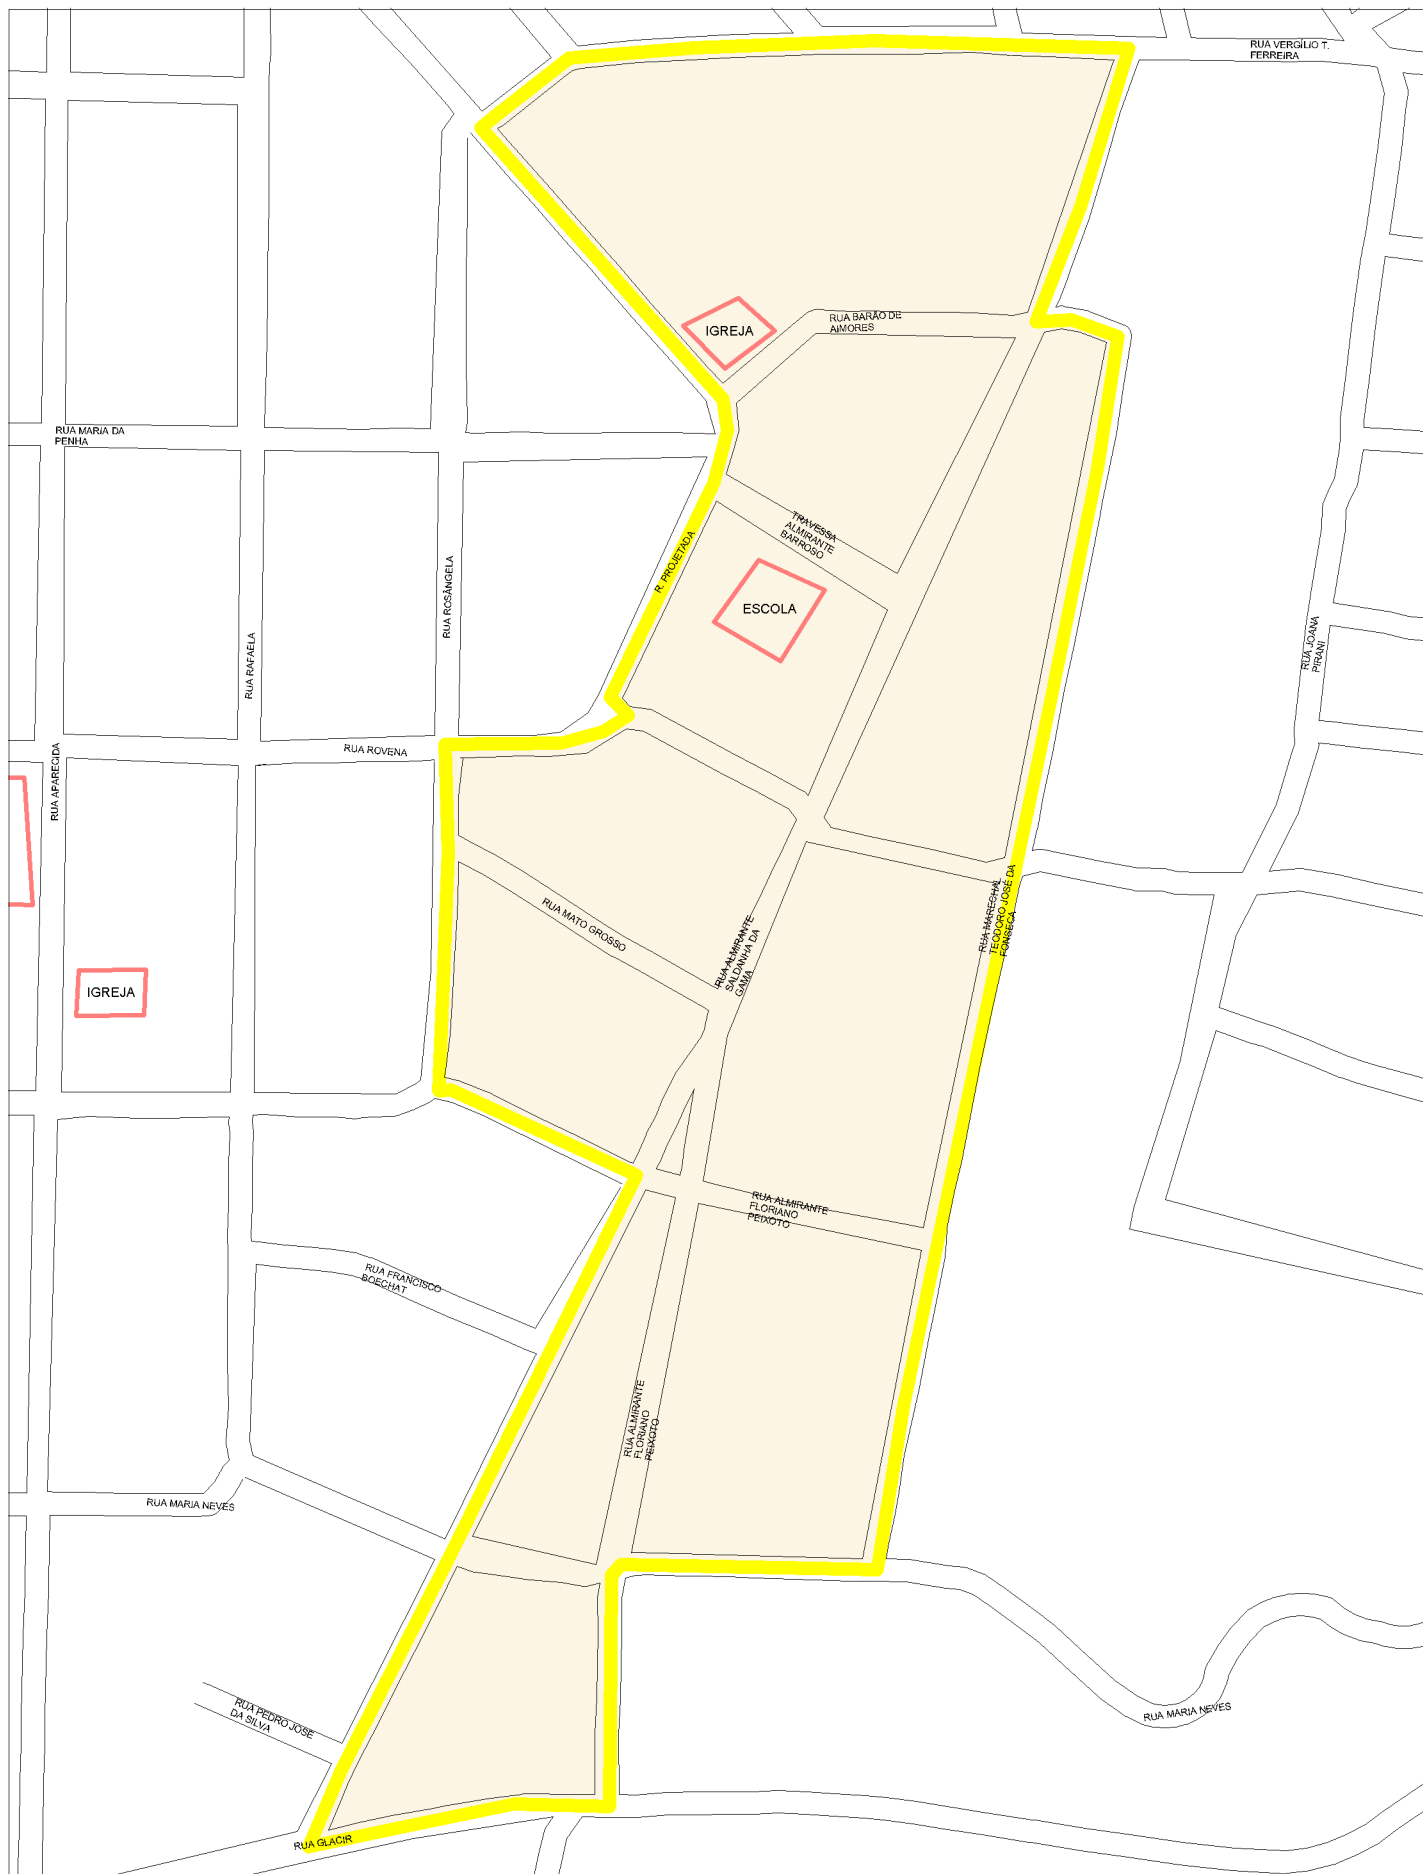 RUA VERGÍLIO T.
FERREIRA
IGREJA
RUA BARÃO DE
AIMORES
RUA MARIA DA
PENHA
TRAVESSA
ALMIRANTE
BARROSO
R. PROJETADA
RUA ROSÂNGELA
ESCOLA
RUA RAFAELA
RUA JOANA
PIRANI
RUA ROVENA
RUA APARECIDA
RUA MATO GROSSO
RUA ALMIRANTE
SALDANHA DA
GAMA
RUA MARECHAL
TEODORO JOSÉ DA
FONSECA
IGREJA
RUA ALMIRANTE
FLORIANO
PEIXOTO
RUA FRANCISCO
BOECHAT
RUA ALMIRANTE
FLORIANO
PEIXOTO
RUA MARIA NEVES
RUA PEDRO JOSÉ
DA SILVA
RUA MARIA NEVES
RUA GLACIR